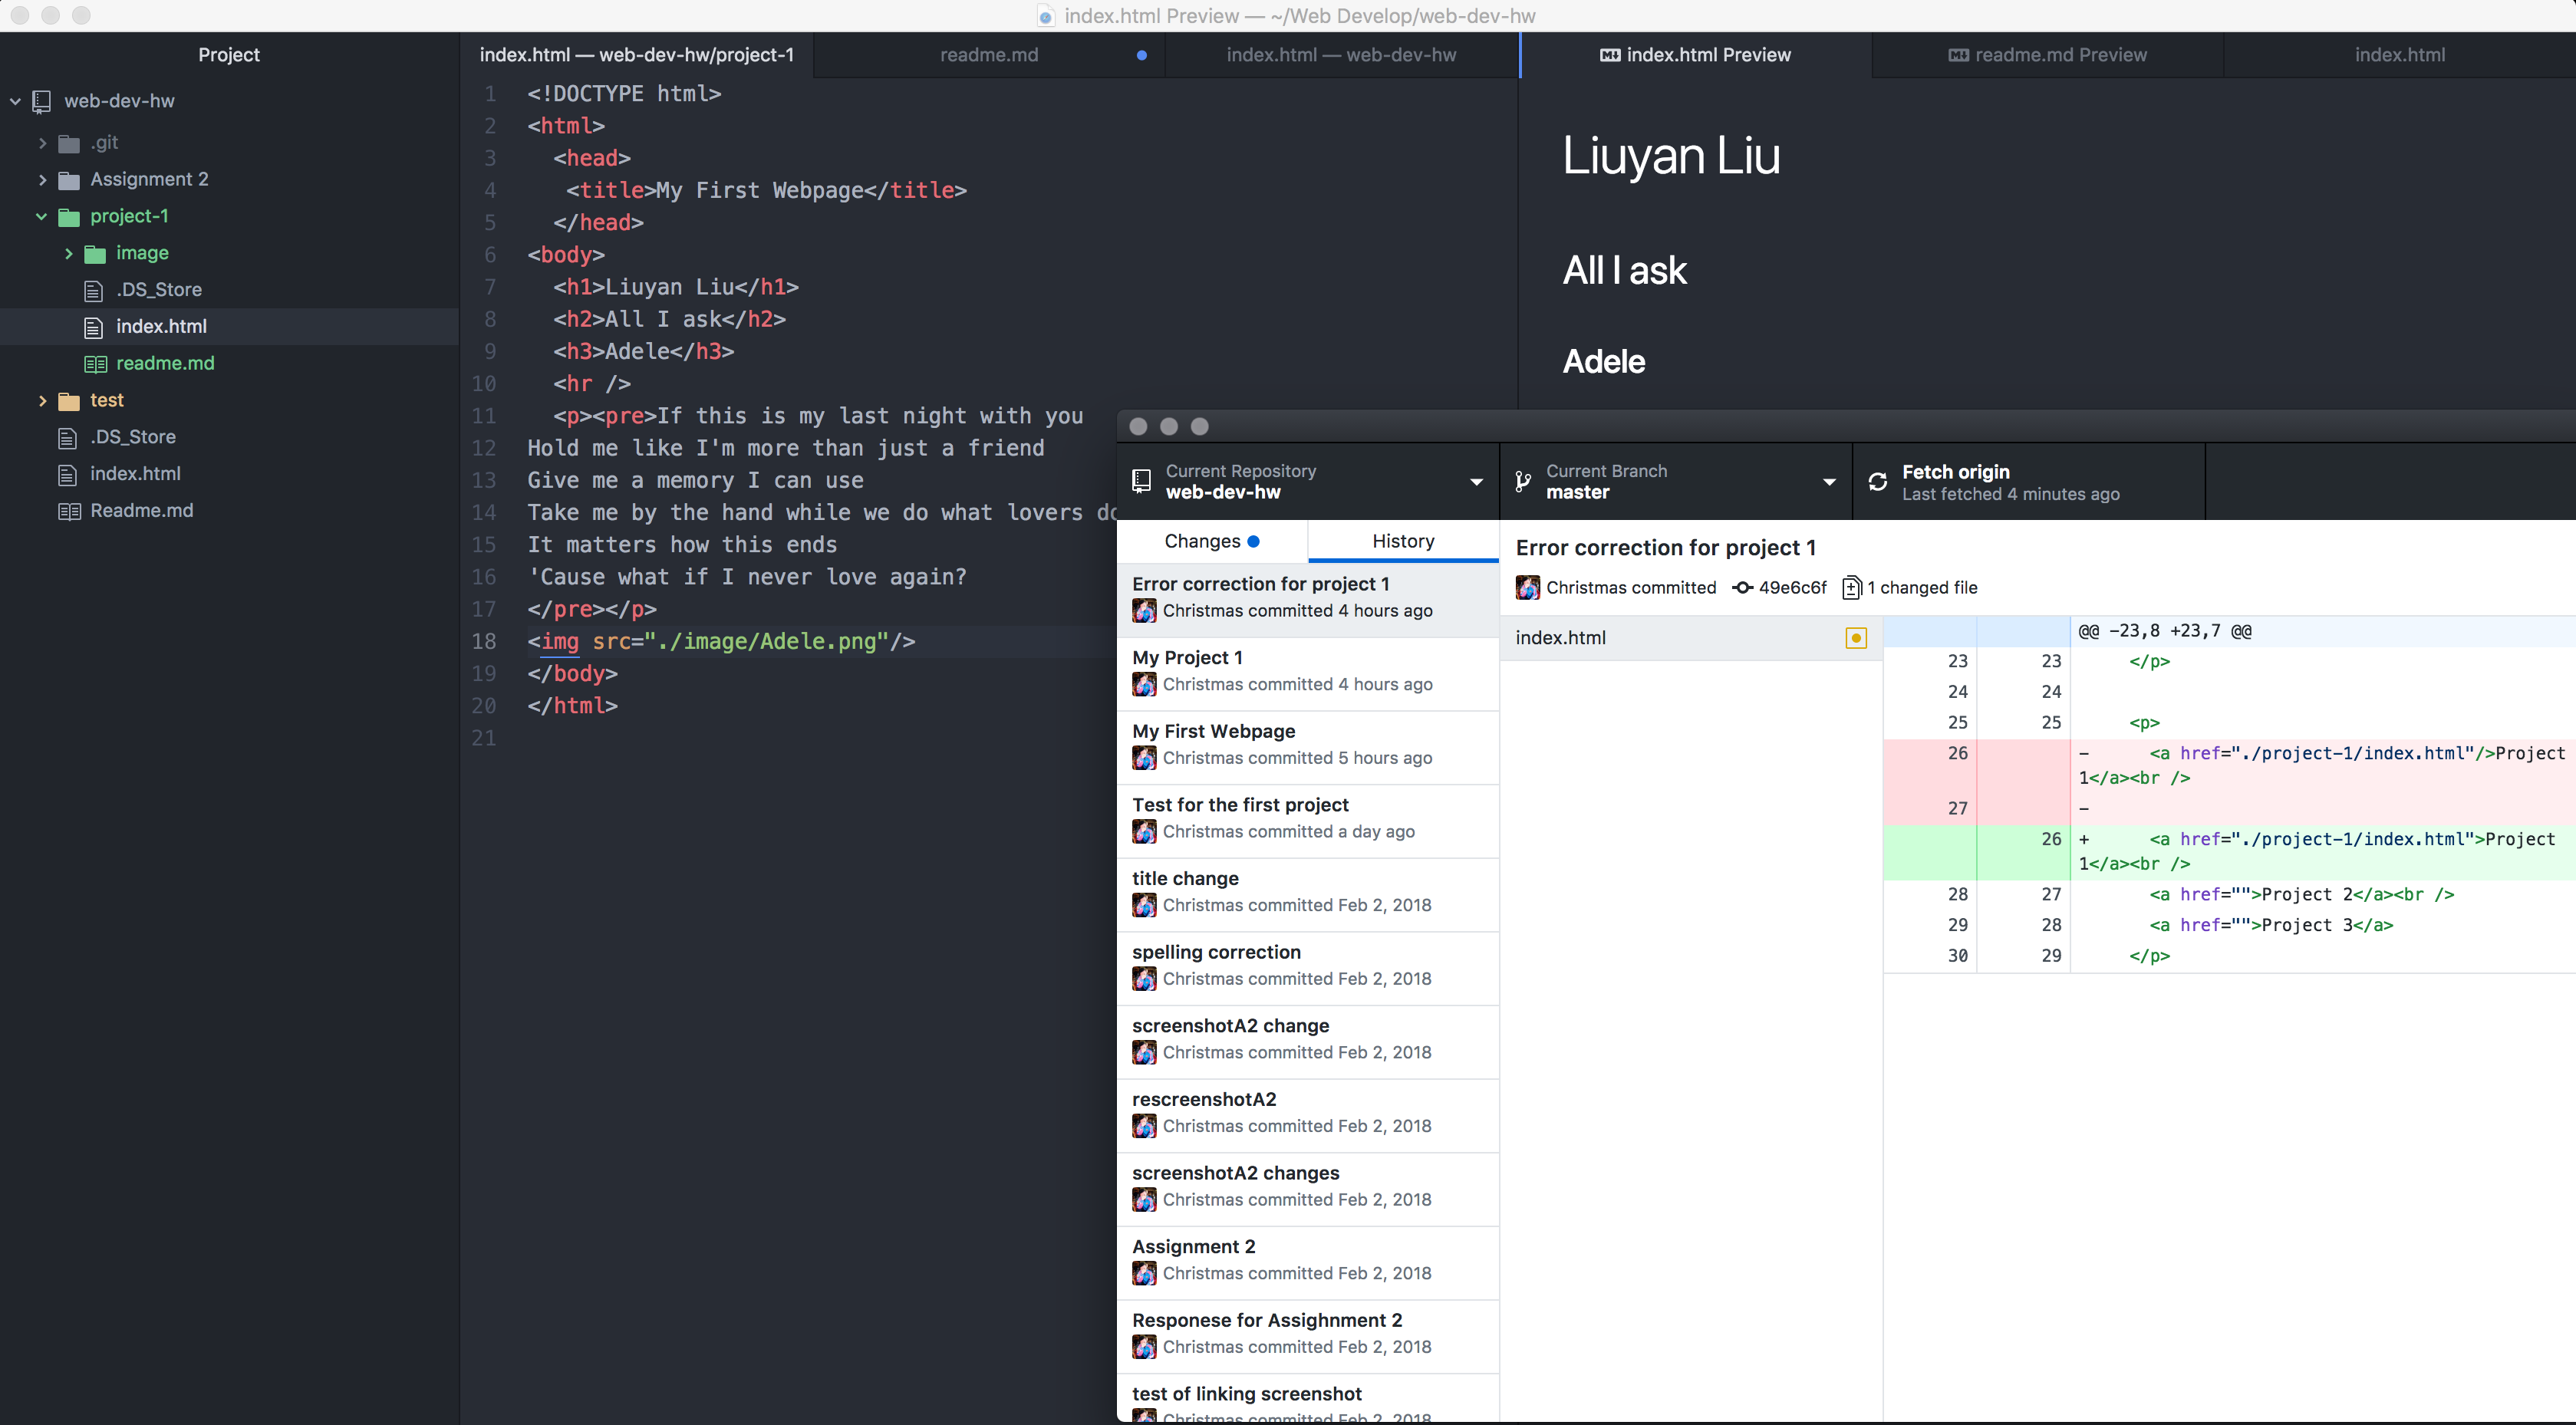 index.html Preview — ~/Web Develop/web-dev-hw
Project
web-dev-hw
.git
Assignment 2
project-1
image
.DS_Store
index.html
readme.md
test
.DS_Store
index.html
Readme.md
index.html — web-dev-hw/project-1
readme.md
index.html — web-dev-hw
1 <!DOCTYPE html>
2 <html>
3 <head>
4 <title>My First Webpage</title>
5 </head>
6 <body>
7 <h1>Liuyan Liu</h1>
8 <h2>All I ask</h2>
9 <h3>Adele</h3>
10 <hr />
11 <p><pre>If this is my last night with you
12 Hold me like I'm more than just a friend
13 Give me a memory I can use
14 Take me by the hand while we do what lovers do
15 It matters how this ends
16 'Cause what if I never love again?
17 </pre></p>
18 <img src="./image/Adele.png"/>
19 </body>
20 </html>
21
index.html Preview
readme.md Preview
index.html
Liuyan Liu
All I ask
Adele
Current Repository
web-dev-hw
Current Branch
master
Fetch origin
Last fetched 4 minutes ago
Changes
History
Error correction for project 1
Christmas committed 4 hours ago
My Project 1
Christmas committed 4 hours ago
My First Webpage
Christmas committed 5 hours ago
Test for the first project
Christmas committed a day ago
title change
Christmas committed Feb 2, 2018
spelling correction
Christmas committed Feb 2, 2018
screenshotA2 change
Christmas committed Feb 2, 2018
rescreenshotA2
Christmas committed Feb 2, 2018
screenshotA2 changes
Christmas committed Feb 2, 2018
Assignment 2
Christmas committed Feb 2, 2018
Responese for Assighnment 2
Christmas committed Feb 2, 2018
test of linking screenshot
Christmas committed Feb 2, 2018
Error correction for project 1
Christmas committed 49e6c6f 1 changed file
index.html
@@ -23,8 +23,7 @@
23 23 </p>
24 24
25 25 <p>
26 - <a href="./project-1/index.html"/>Project
1</a><br />
27 -
26 + <a href="./project-1/index.html">Project
1</a><br />
28 27 <a href="">Project 2</a><br />
29 28 <a href="">Project 3</a>
30 29 </p>